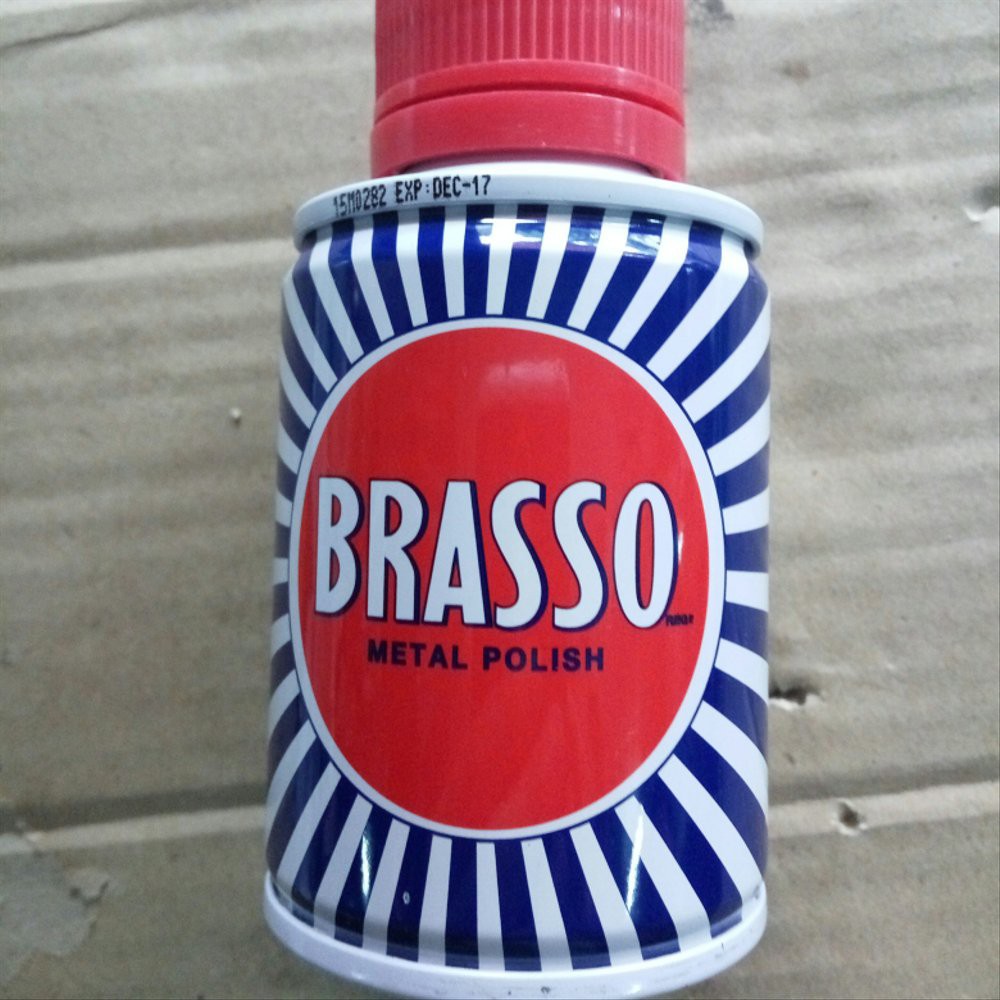 15M0282 EXP:DEC-17
BRASSO
METAL POLISH